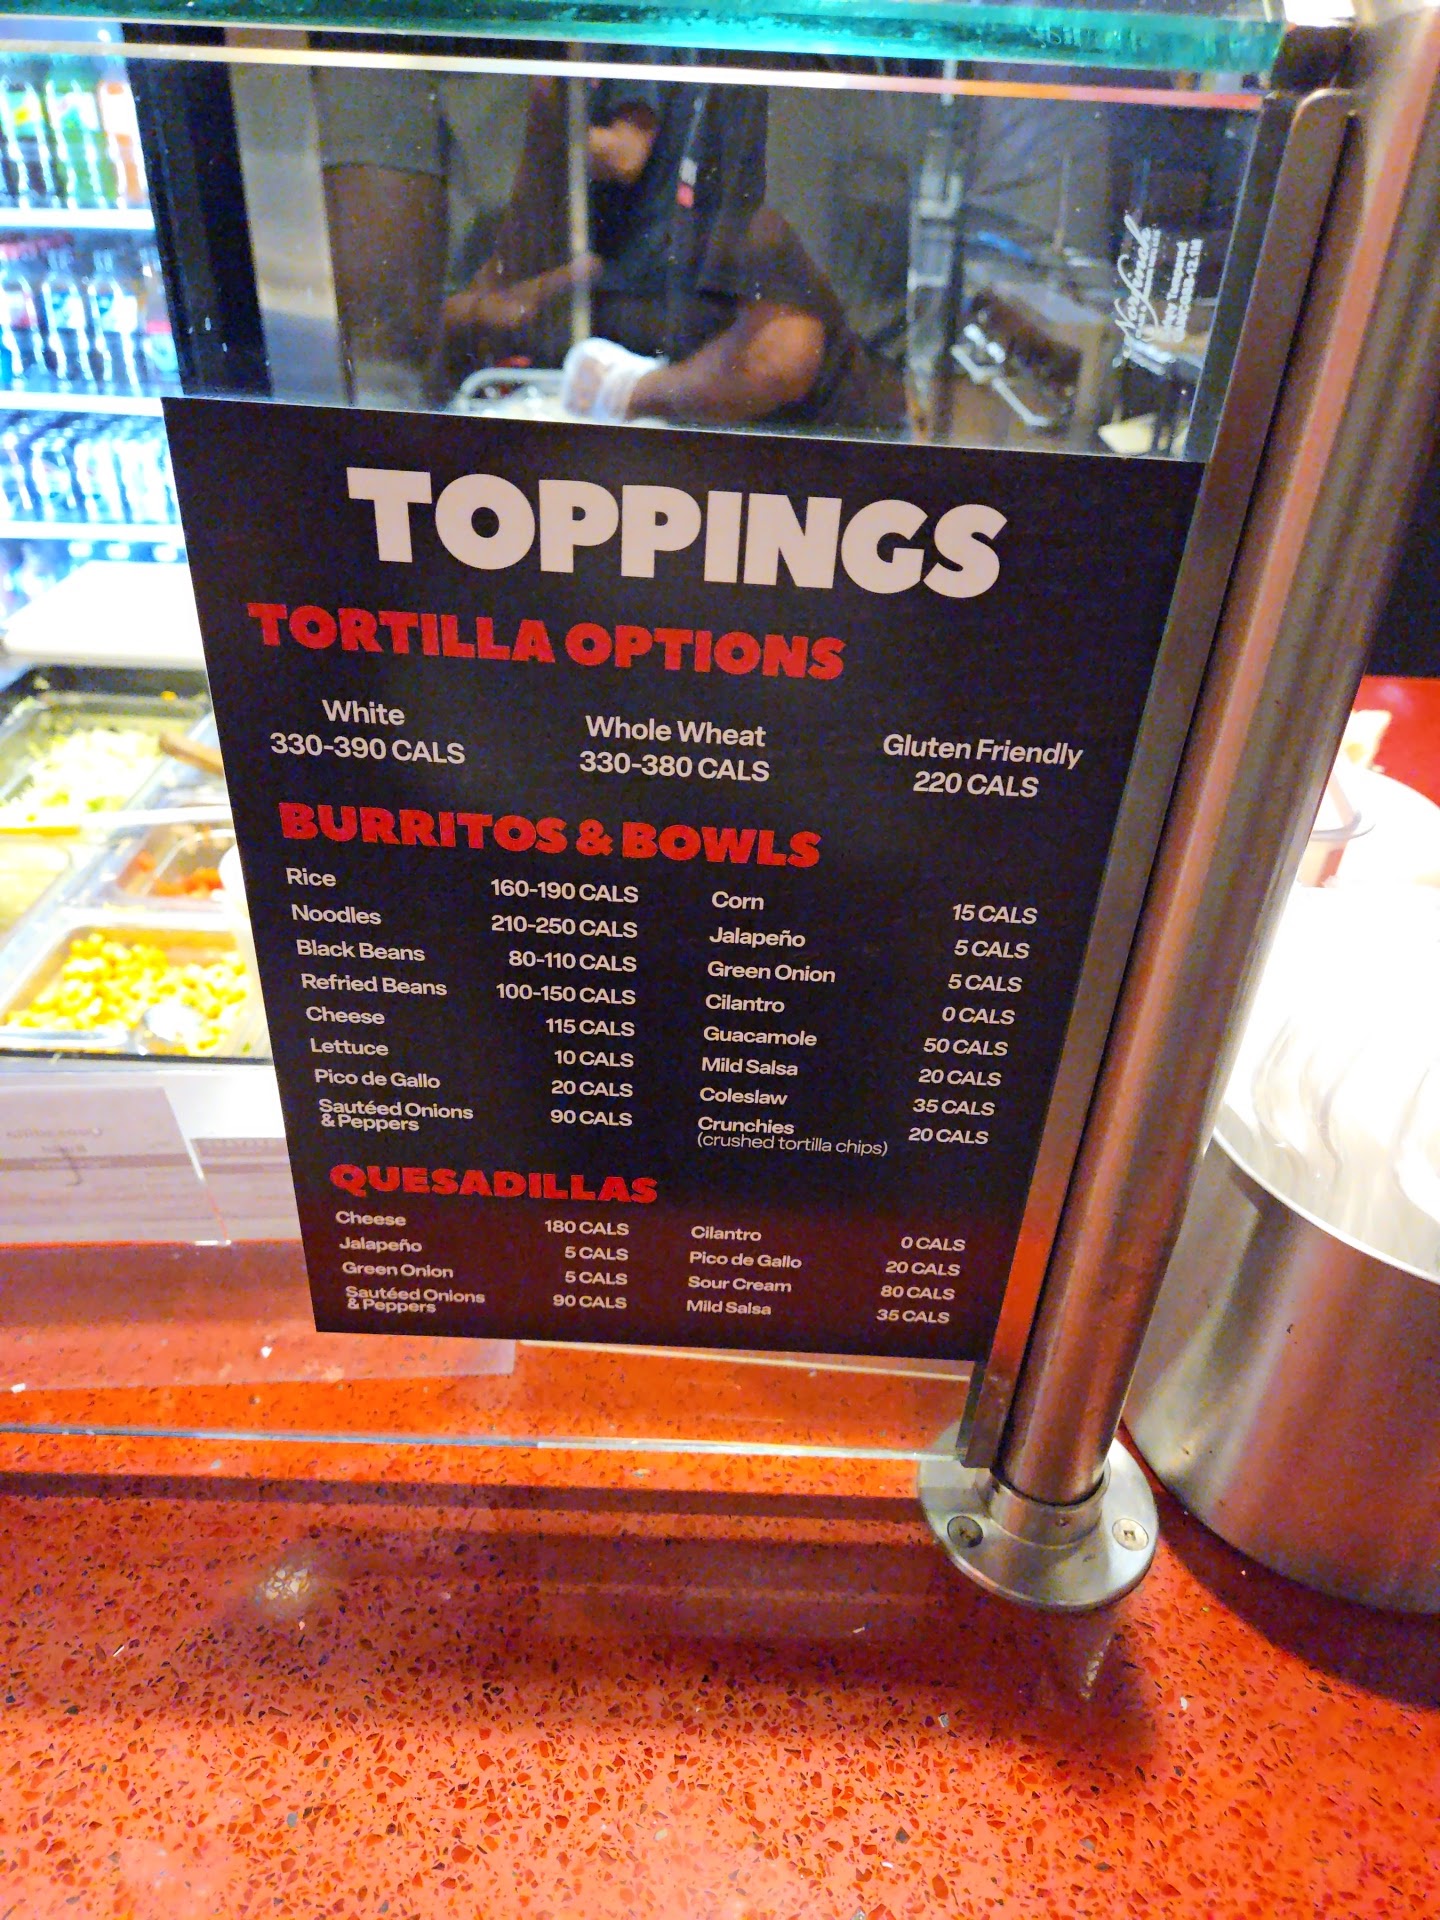 TOPPINGS
TORTILLA OPTIONS
White
330-390 CALS
Whole Wheat
330-380 CALS
Gluten Friendly
220 CALS
BURRITOS & BOWLS
Rice 160-190 CALS
Noodles 210-250 CALS
Black Beans 80-110 CALS
Refried Beans 100-150 CALS
Cheese 115 CALS
Lettuce 10 CALS
Pico de Gallo 20 CALS
Sautéed Onions
& Peppers 90 CALS
Corn 15 CALS
Jalapeño 5 CALS
Green Onion 5 CALS
Cilantro 0 CALS
Guacamole 50 CALS
Mild Salsa 20 CALS
Coleslaw 35 CALS
Crunchies 20 CALS
(crushed tortilla chips)
QUESADILLAS
Cheese 180 CALS
Jalapeño 5 CALS
Green Onion 5 CALS
Sautéed Onions
& Peppers 90 CALS
Cilantro 0 CALS
Pico de Gallo 20 CALS
Sour Cream 80 CALS
Mild Salsa 35 CALS